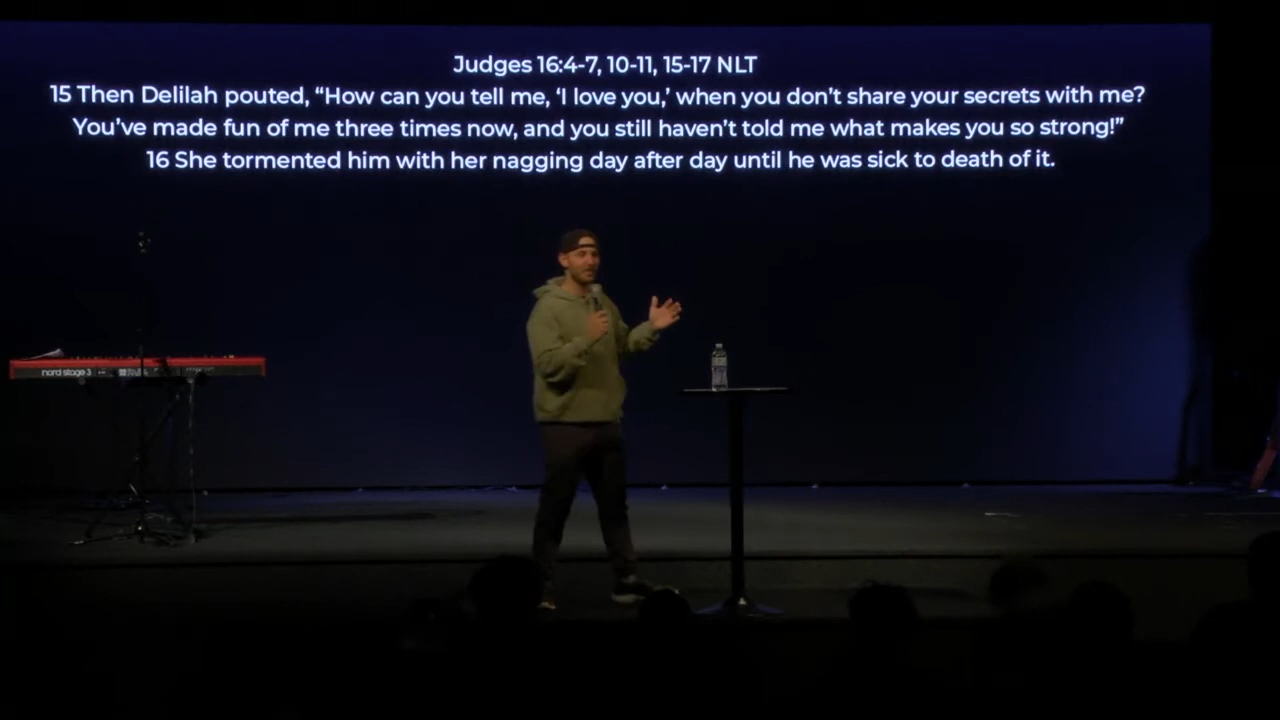 Judges 16:4-7, 10-11, 15-17 NLT
15 Then Delilah pouted, “How can you tell me, ‘I love you,’ when you don’t share your secrets with me?
You’ve made fun of me three times now, and you still haven’t told me what makes you so strong!”
16 She tormented him with her nagging day after day until he was sick to death of it.
nord stage 3